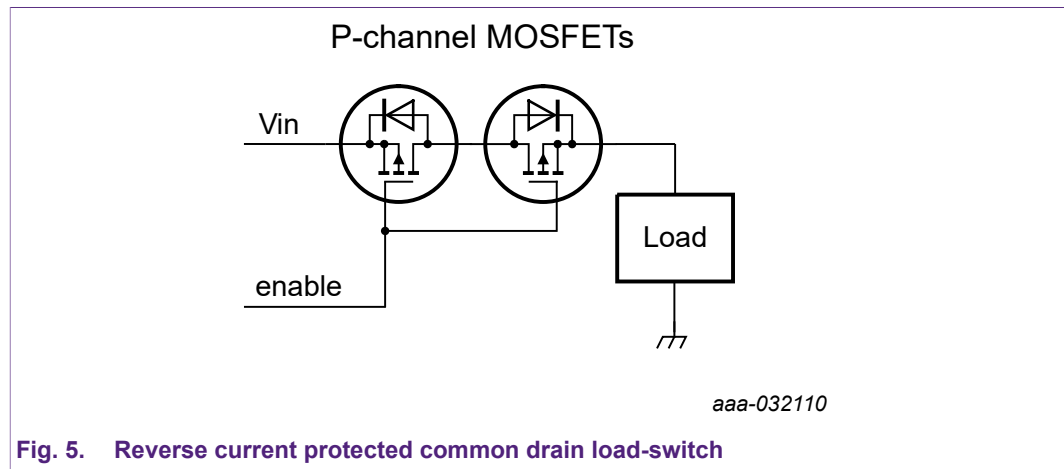 P-channel MOSFETs
Vin
Load
enable
aaa-032110
Fig. 5. Reverse current protected common drain load-switch